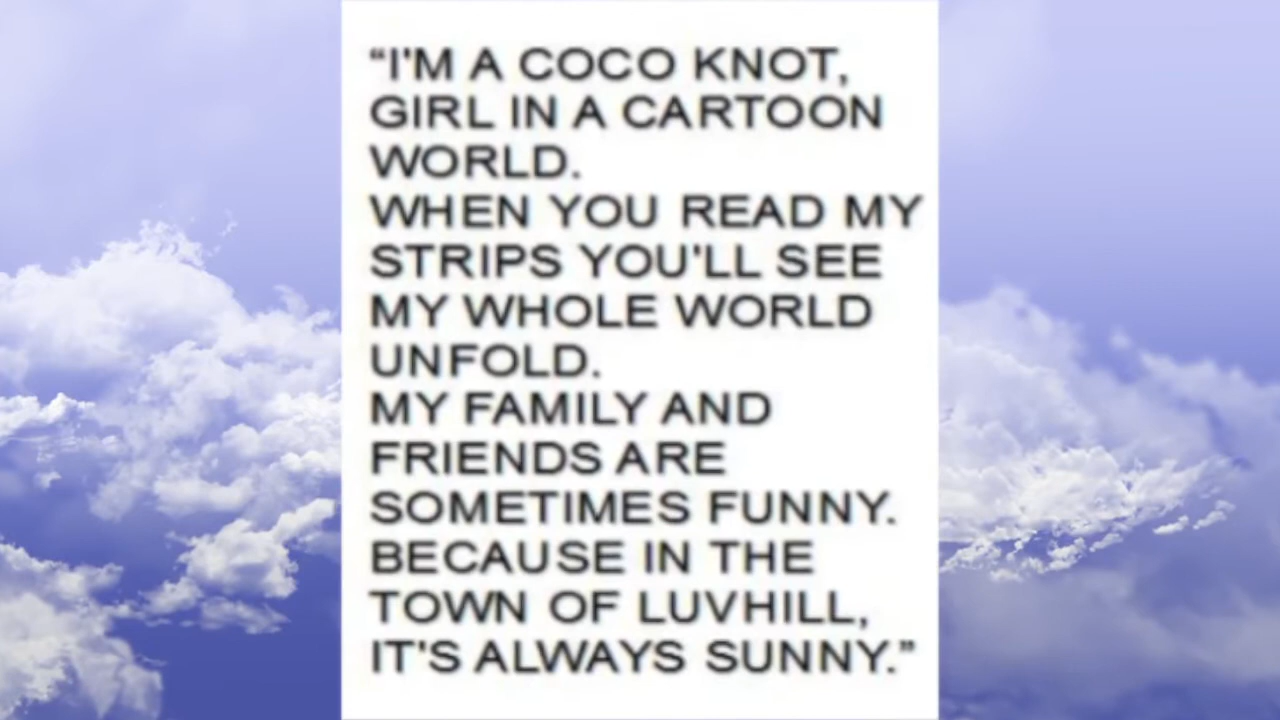 “I'M A COCO KNOT,
GIRL IN A CARTOON
WORLD.
WHEN YOU READ MY
STRIPS YOU'LL SEE
MY WHOLE WORLD
UNFOLD.
MY FAMILY AND
FRIENDS ARE
SOMETIMES FUNNY.
BECAUSE IN THE
TOWN OF LUVHILL,
IT'S ALWAYS SUNNY.”